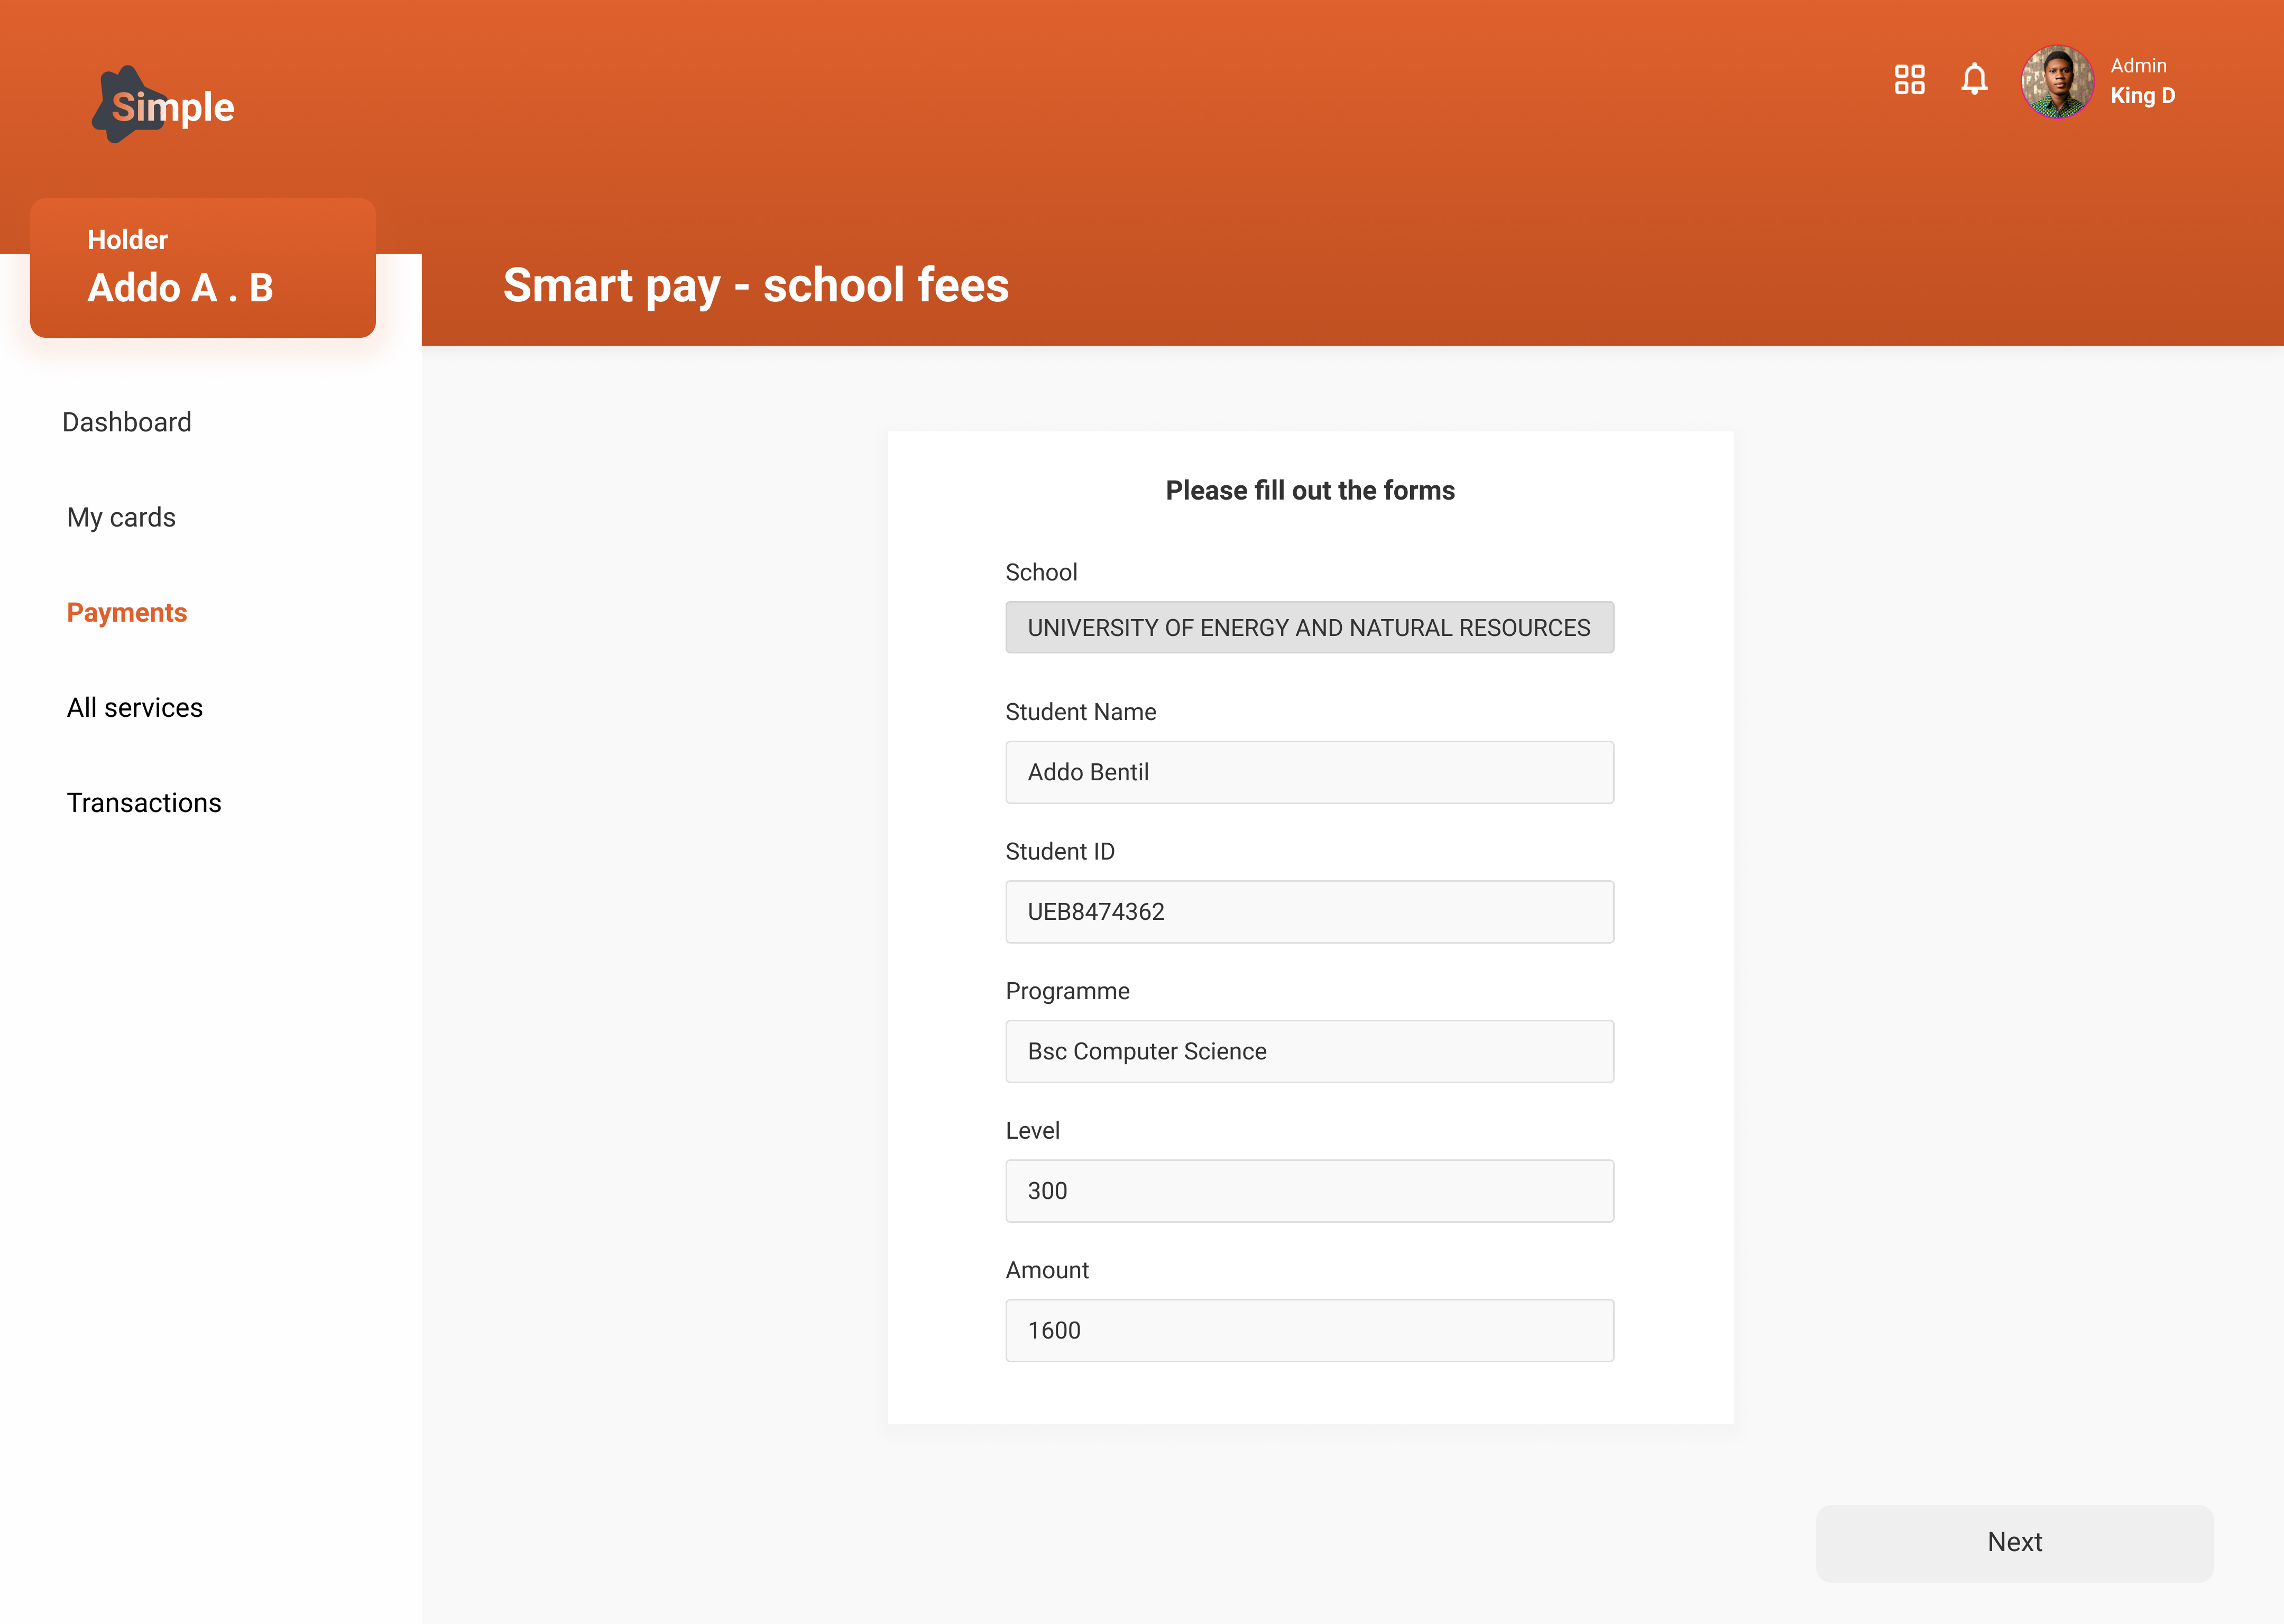 Simple
Admin
King D
Holder
Addo A . B
Smart pay - school fees
Dashboard
My cards
Payments
All services
Transactions
Please fill out the forms
School
UNIVERSITY OF ENERGY AND NATURAL RESOURCES
Student Name
Addo Bentil
Student ID
UEB8474362
Programme
Bsc Computer Science
Level
300
Amount
1600
Next